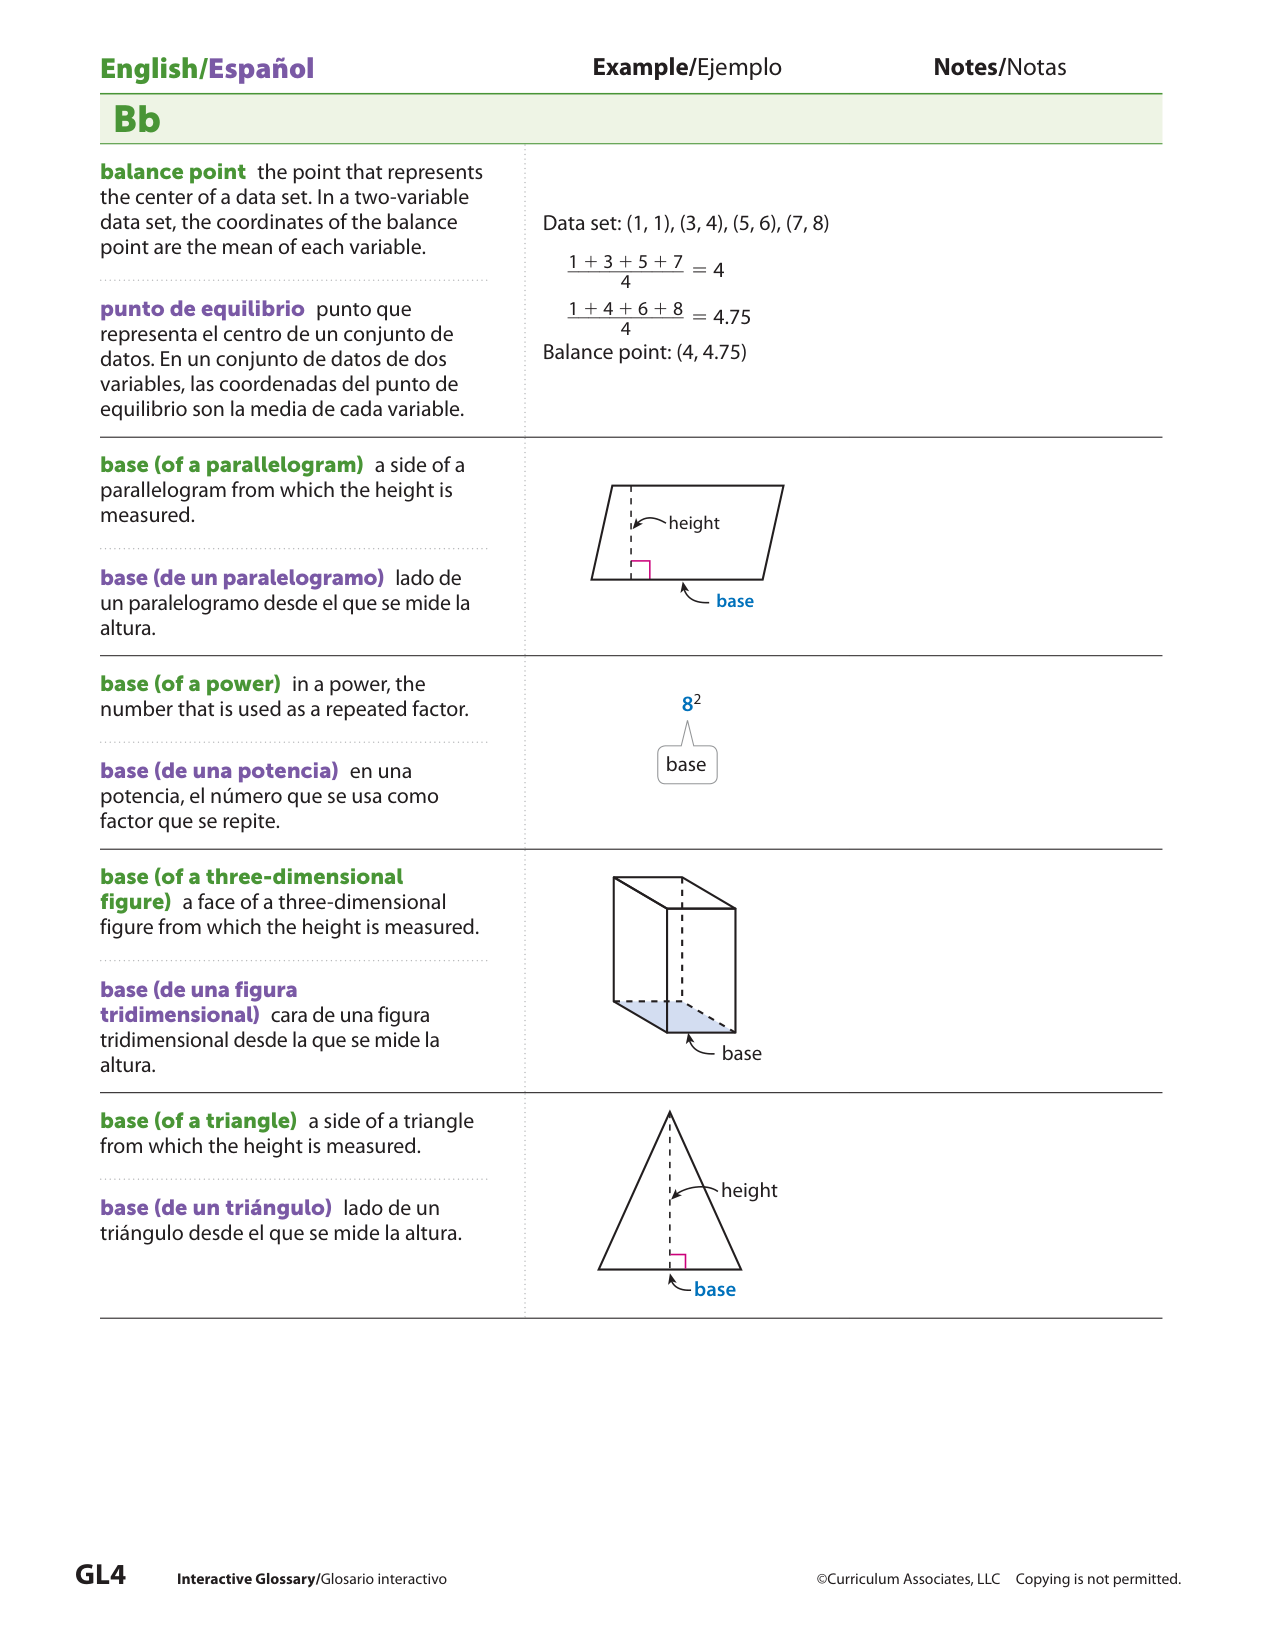 English/Español
Example/Ejemplo
Notes/Notas
Bb
balance point the point that represents
the center of a data set. In a two-variable
data set, the coordinates of the balance
point are the mean of each variable.
punto de equilibrio punto que
representa el centro de un conjunto de
datos. En un conjunto de datos de dos
variables, las coordenadas del punto de
equilibrio son la media de cada variable.
Data set: (1, 1), (3, 4), (5, 6), (7, 8)
1 + 3 + 5 + 7
4
= 4
1 + 4 + 6 + 8
4
= 4.75
Balance point: (4, 4.75)
base (of a parallelogram) a side of a
parallelogram from which the height is
measured.
base (de un paralelogramo) lado de
un paralelogramo desde el que se mide la
altura.
height
base
base (of a power) in a power, the
number that is used as a repeated factor.
base (de una potencia) en una
potencia, el número que se usa como
factor que se repite.
8²
base
base (of a three-dimensional
figure) a face of a three-dimensional
figure from which the height is measured.
base (de una figura
tridimensional) cara de una figura
tridimensional desde la que se mide la
altura.
base
base (of a triangle) a side of a triangle
from which the height is measured.
base (de un triángulo) lado de un
triángulo desde el que se mide la altura.
height
base
GL4
Interactive Glossary/Glosario interactivo
©Curriculum Associates, LLC Copying is not permitted.